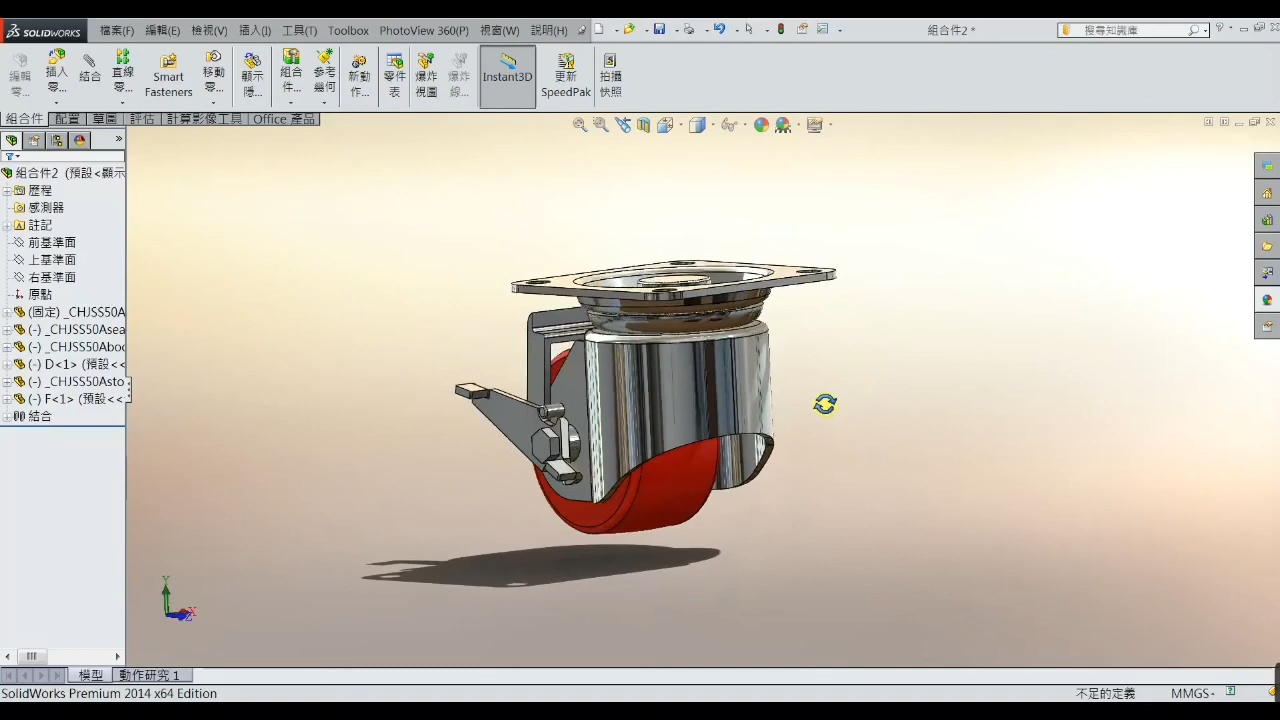 SOLIDWORKS 檔案(F) 編輯(E) 檢視(V) 插入(I) 工具(T) Toolbox PhotoView 360(P) 視窗(W) 說明(H) 組合件2 * 搜尋知識庫
編輯零... 插入零... 結合 直線零... Smart Fasteners 移動零... 顯示隱... 組合件... 參考幾何 新動作... 零件表 爆炸視圖 爆炸線... Instant3D 更新 SpeedPak 拍攝快照
組合件 配置 草圖 評估 計算影像工具 Office 產品
組合件2 (預設<顯示
歷程
感測器
註記
前基準面
上基準面
右基準面
原點
(固定) _CHJSS50A
(-) _CHJSS50Asea
(-) _CHJSS50Aboo
(-) D<1> (預設<<
(-) _CHJSS50Asto
(-) F<1> (預設<<
結合
Y
X
Z
模型 動作研究 1
SolidWorks Premium 2014 x64 Edition 不足的定義 MMGS